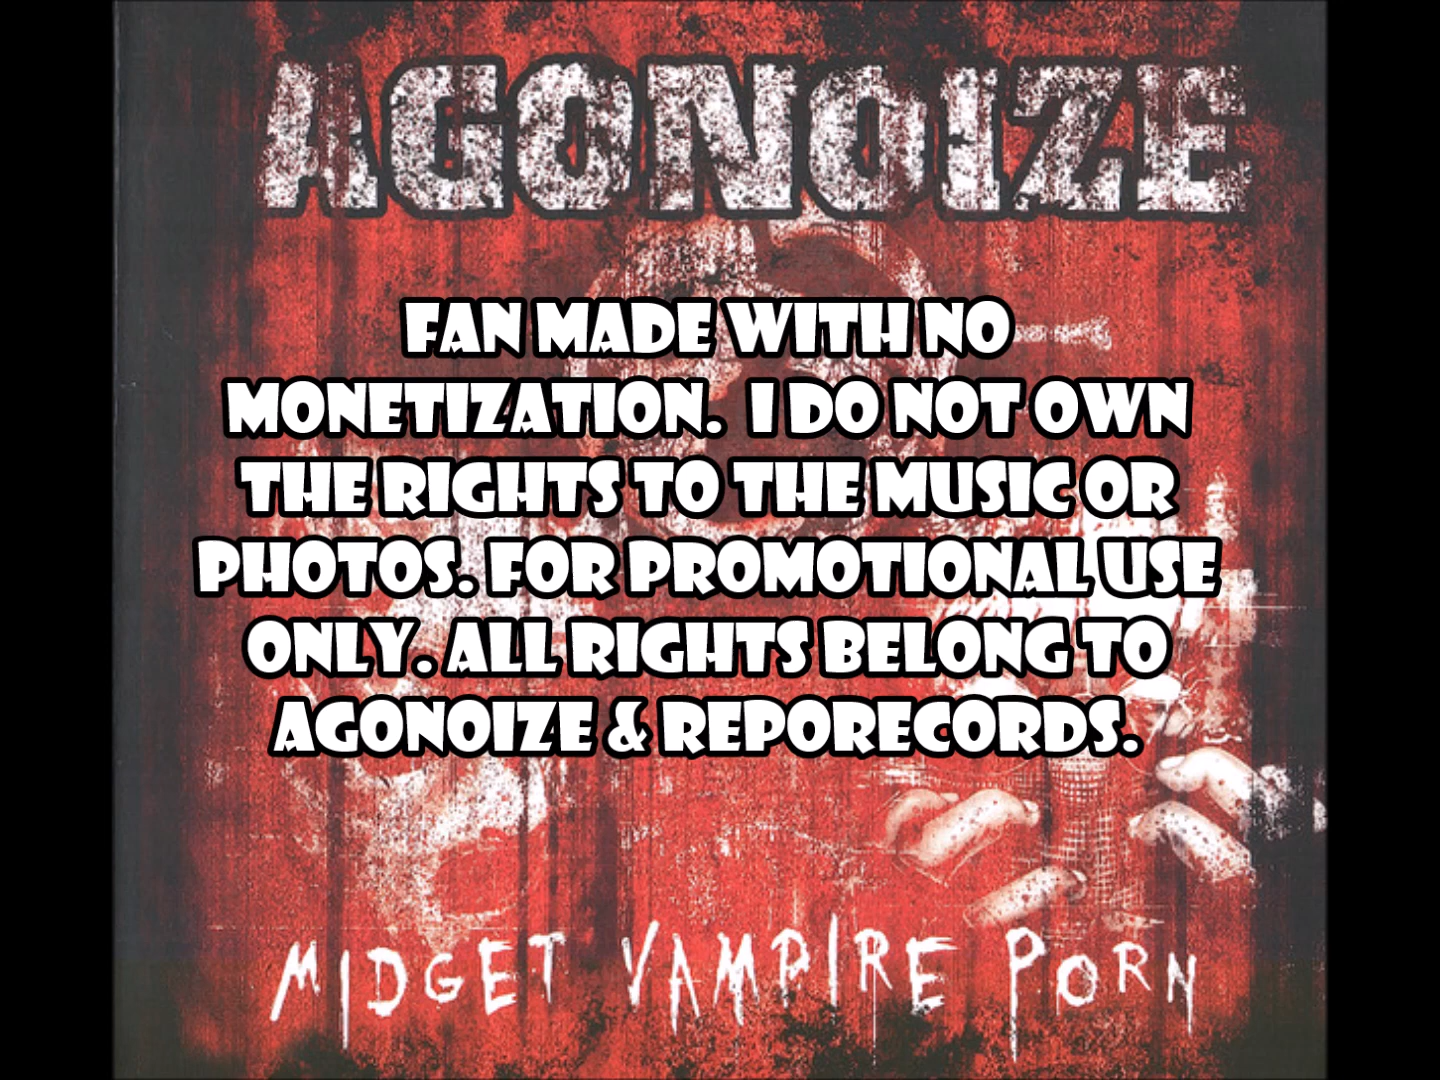 AGONOIZE
FAN MADE WITH NO
MONETIZATION. I DO NOT OWN
THE RIGHTS TO THE MUSIC OR
PHOTOS. FOR PROMOTIONAL USE
ONLY. ALL RIGHTS BELONG TO
AGONOIZE & REPORECORDS.
MIDGET VAMPIRE PORN